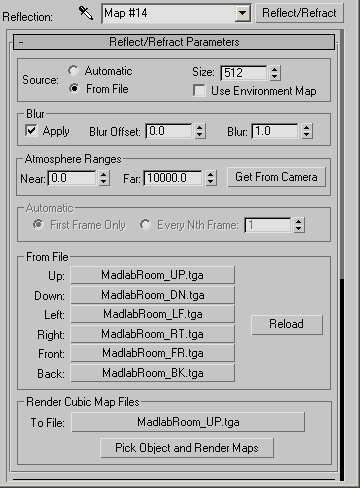 Reflection: Map #14 Reflect/Refract
- Reflect/Refract Parameters
Source: Automatic Size: 512
From File Use Environment Map
Blur
Apply Blur Offset: 0.0 Blur: 1.0
Atmosphere Ranges
Near: 0.0 Far: 10000.0 Get From Camera
Automatic
First Frame Only Every Nth Frame: 1
From File
Up: MadlabRoom_UP.tga
Down: MadlabRoom_DN.tga
Left: MadlabRoom_LF.tga
Reload
Right: MadlabRoom_RT.tga
Front: MadlabRoom_FR.tga
Back: MadlabRoom_BK.tga
Render Cubic Map Files
To File: MadlabRoom_UP.tga
Pick Object and Render Maps